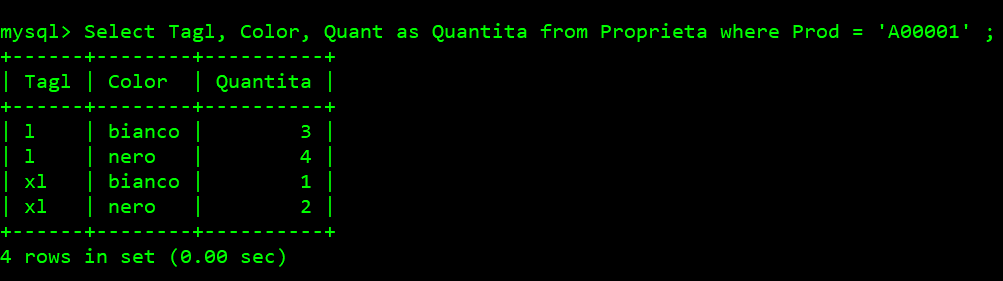 mysql> Select Tagl, Color, Quant as Quantita from Proprieta where Prod = 'A00001' ;
+------+--------+----------+
| Tagl | Color  | Quantita |
+------+--------+----------+
| l    | bianco |        3 |
| l    | nero   |        4 |
| xl   | bianco |        1 |
| xl   | nero   |        2 |
+------+--------+----------+
4 rows in set (0.00 sec)